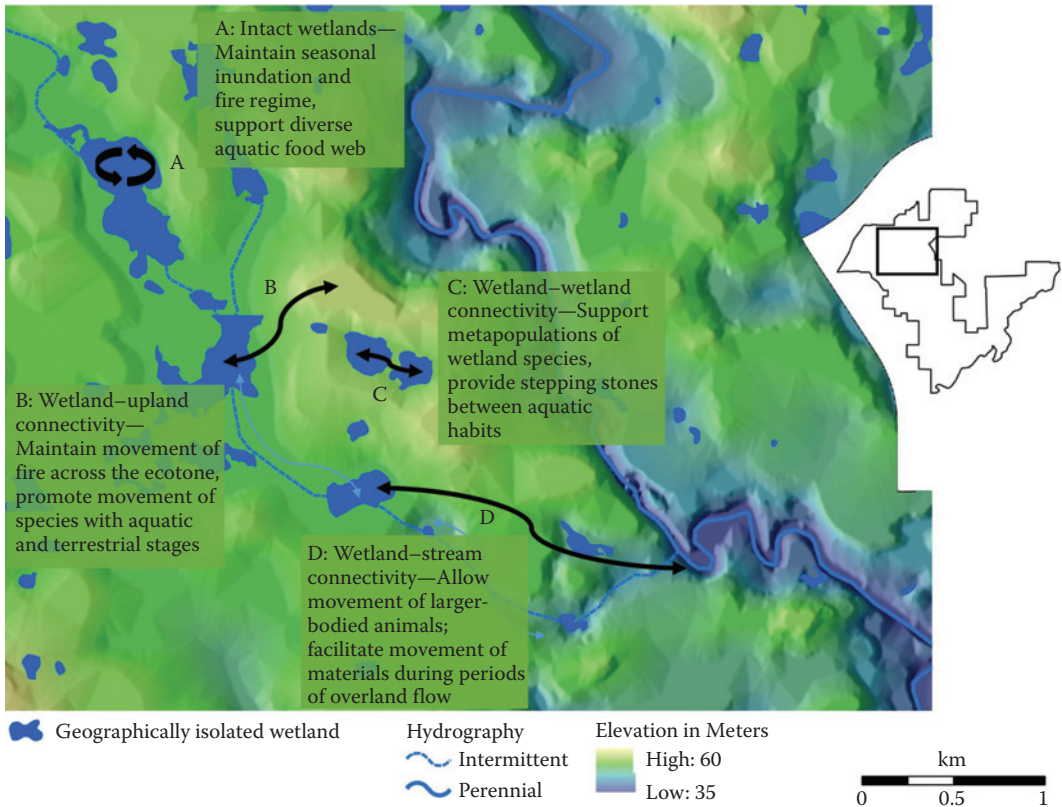 A: Intact wetlands—
Maintain seasonal
inundation and
fire regime,
support diverse
aquatic food web
A
B
C: Wetland–wetland
connectivity—Support
metapopulations of
wetland species,
provide stepping stones
between aquatic
habits
C
B: Wetland–upland
connectivity—
Maintain movement of
fire across the ecotone,
promote movement of
species with aquatic
and terrestrial stages
D
D: Wetland–stream
connectivity—Allow
movement of larger-
bodied animals;
facilitate movement of
materials during periods
of overland flow
Geographically isolated wetland
Hydrography
Intermittent
Perennial
Elevation in Meters
High: 60
Low: 35
km
0 0.5 1